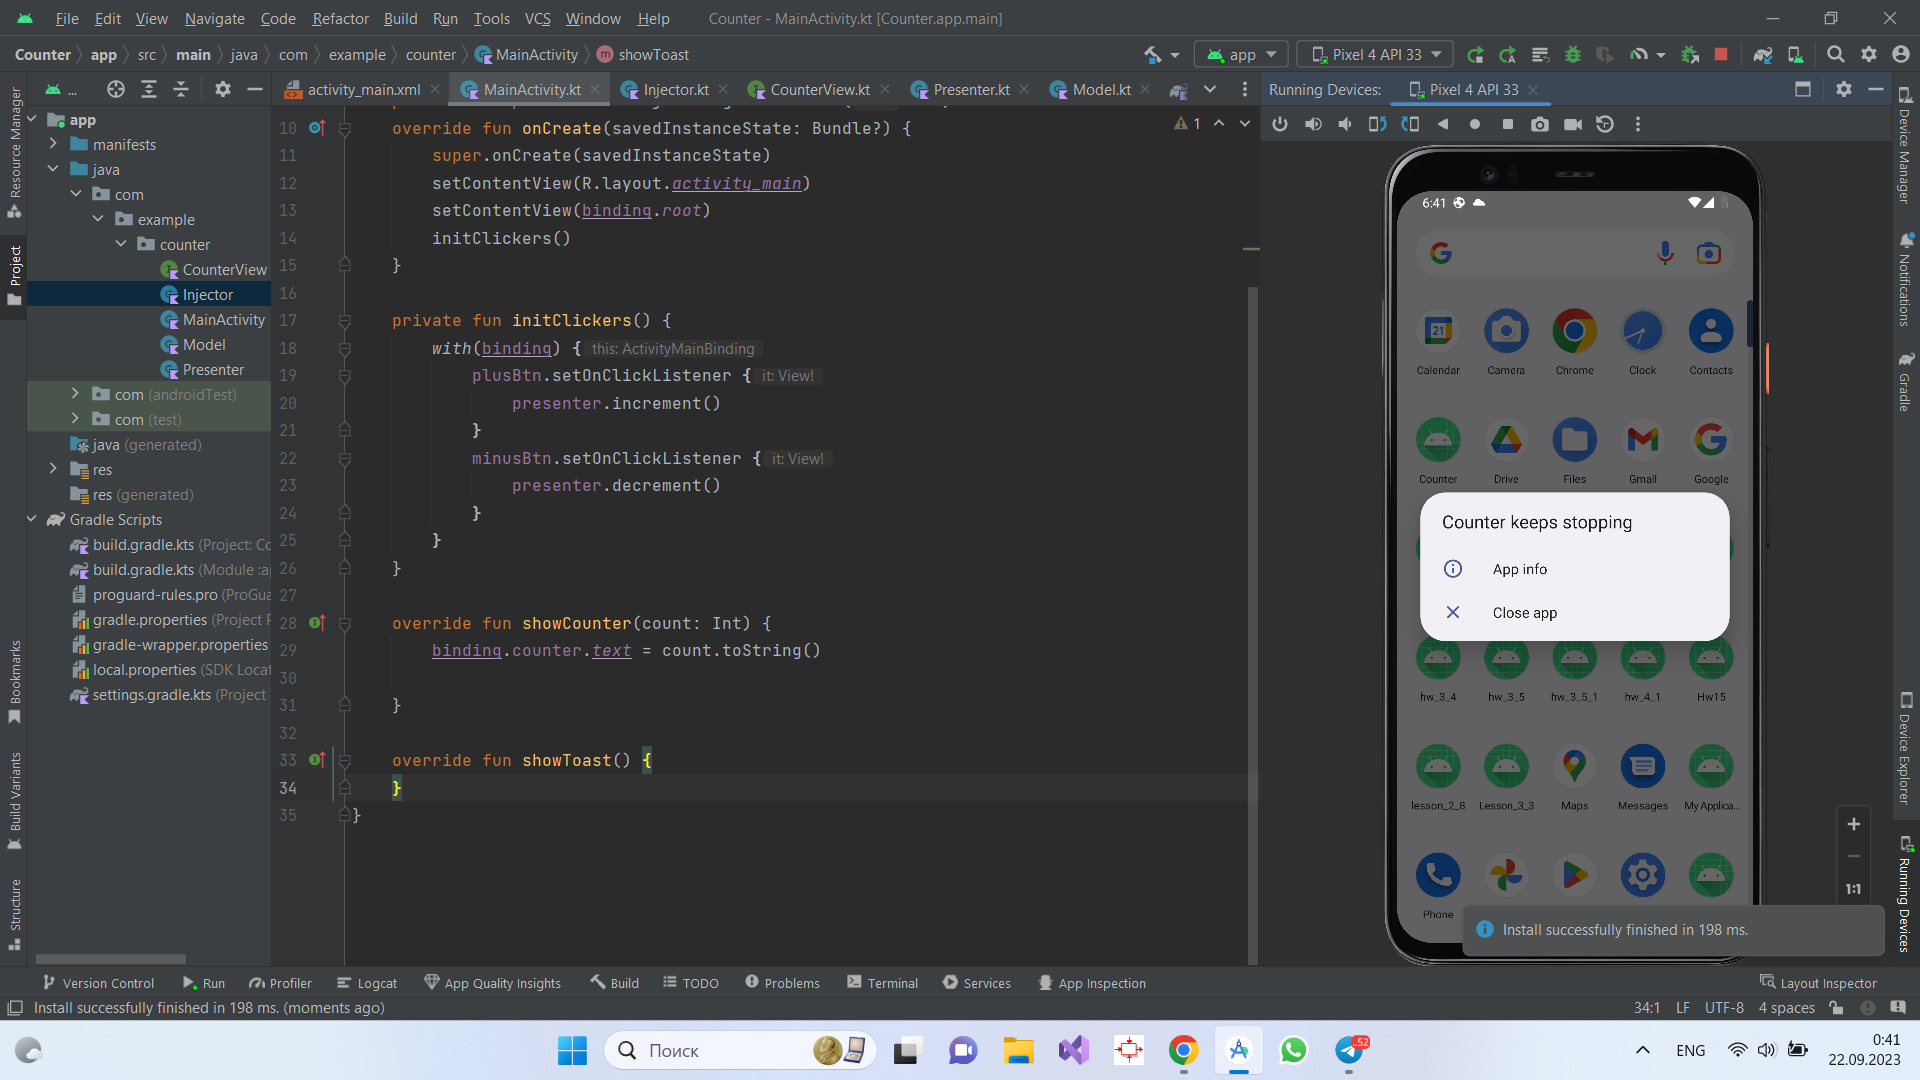 File Edit View Navigate Code Refactor Build Run Tools VCS Window Help Counter - MainActivity.kt [Counter.app.main]
Counter app src main java com example counter MainActivity showToast
app Pixel 4 API 33
...
activity_main.xml MainActivity.kt Injector.kt CounterView.kt Presenter.kt Model.kt
Running Devices: Pixel 4 API 33
Resource Manager
Project
Bookmarks
Build Variants
Structure
app
manifests
java
com
example
counter
CounterView
Injector
MainActivity
Model
Presenter
com (androidTest)
com (test)
java (generated)
res
res (generated)
Gradle Scripts
build.gradle.kts (Project: Co
build.gradle.kts (Module :ap
proguard-rules.pro (ProGua
gradle.properties (Project P
gradle-wrapper.properties
local.properties (SDK Locat
settings.gradle.kts (Project
1
10 override fun onCreate(savedInstanceState: Bundle?) {
11 super.onCreate(savedInstanceState)
12 setContentView(R.layout.activity_main)
13 setContentView(binding.root)
14 initClickers()
15 }
16
17 private fun initClickers() {
18 with(binding) { this: ActivityMainBinding
19 plusBtn.setOnClickListener { it: View!
20 presenter.increment()
21 }
22 minusBtn.setOnClickListener { it: View!
23 presenter.decrement()
24 }
25 }
26 }
27
28 override fun showCounter(count: Int) {
29 binding.counter.text = count.toString()
30
31 }
32
33 override fun showToast() {
34 }
35 }
6:41
21
Calendar Camera Chrome Clock Contacts
Counter Drive Files Gmail Google
Counter keeps stopping
App info
Close app
hw_3_4 hw_3_5 hw_3_5_1 hw_4_1 Hw15
lesson_2_8 Lesson_3_3 Maps Messages My Applica...
Phone
1:1
Install successfully finished in 198 ms.
Device Manager
Notifications
Gradle
Device Explorer
Running Devices
Version Control Run Profiler Logcat App Quality Insights Build TODO Problems Terminal Services App Inspection Layout Inspector
Install successfully finished in 198 ms. (moments ago) 34:1 LF UTF-8 4 spaces
Поиск
52
ENG
0:41
22.09.2023